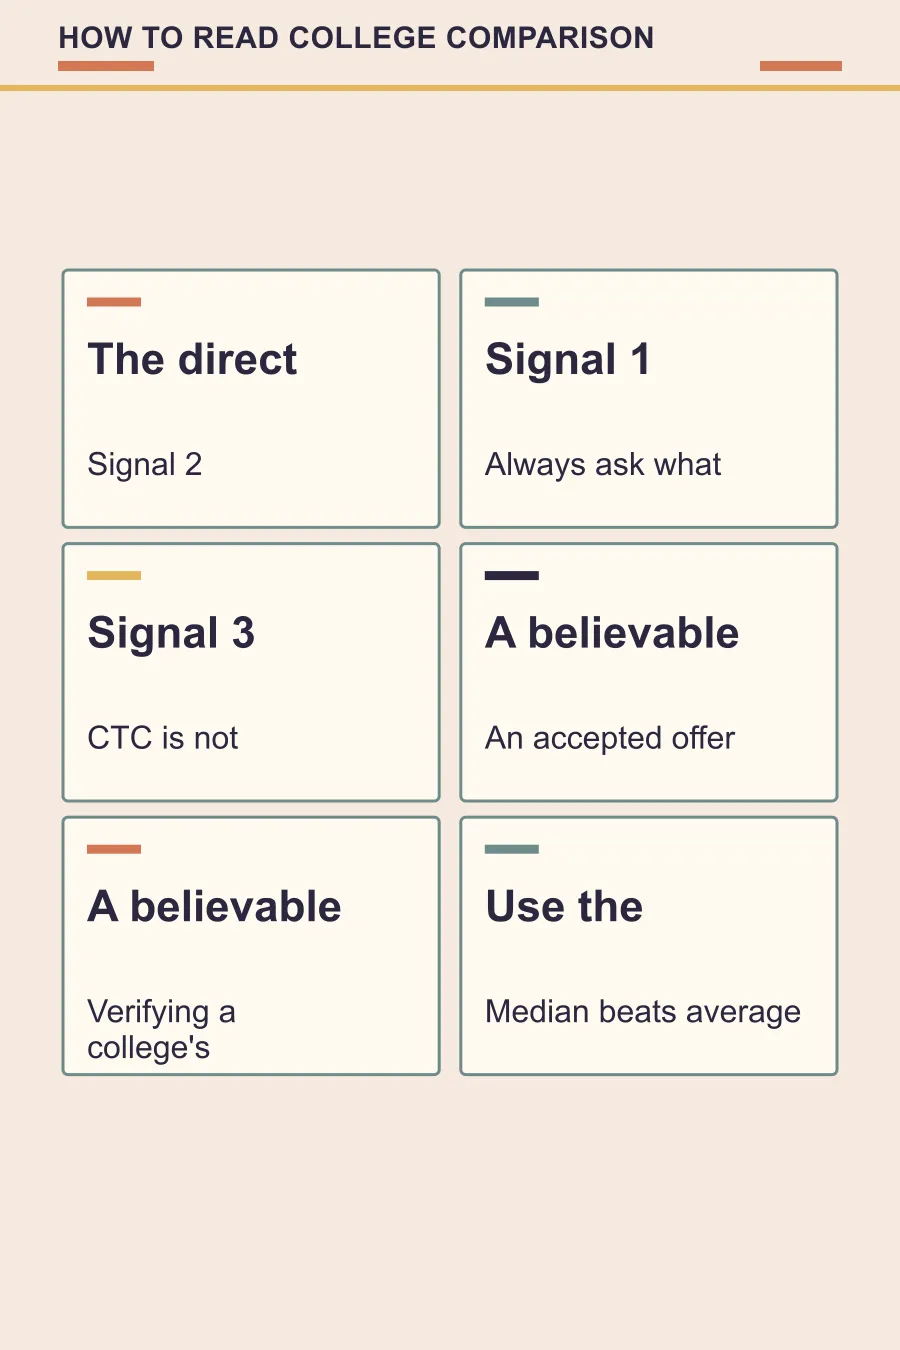 HOW TO READ COLLEGE COMPARISON
The direct
Signal 2
Signal 1
Always ask what
Signal 3
CTC is not
A believable
An accepted offer
A believable
Verifying a
college's
Use the
Median beats average